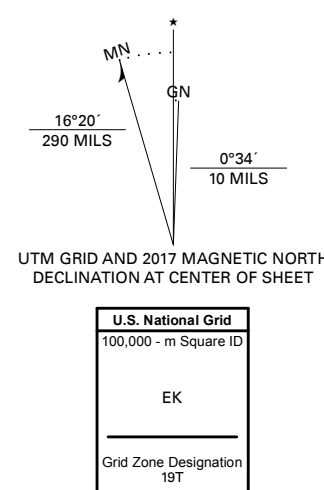 ★
MN
GN
16°20´
290 MILS
0°34´
10 MILS
UTM GRID AND 2017 MAGNETIC NORTH
DECLINATION AT CENTER OF SHEET
U.S. National Grid
100,000 - m Square ID
EK
Grid Zone Designation
19T